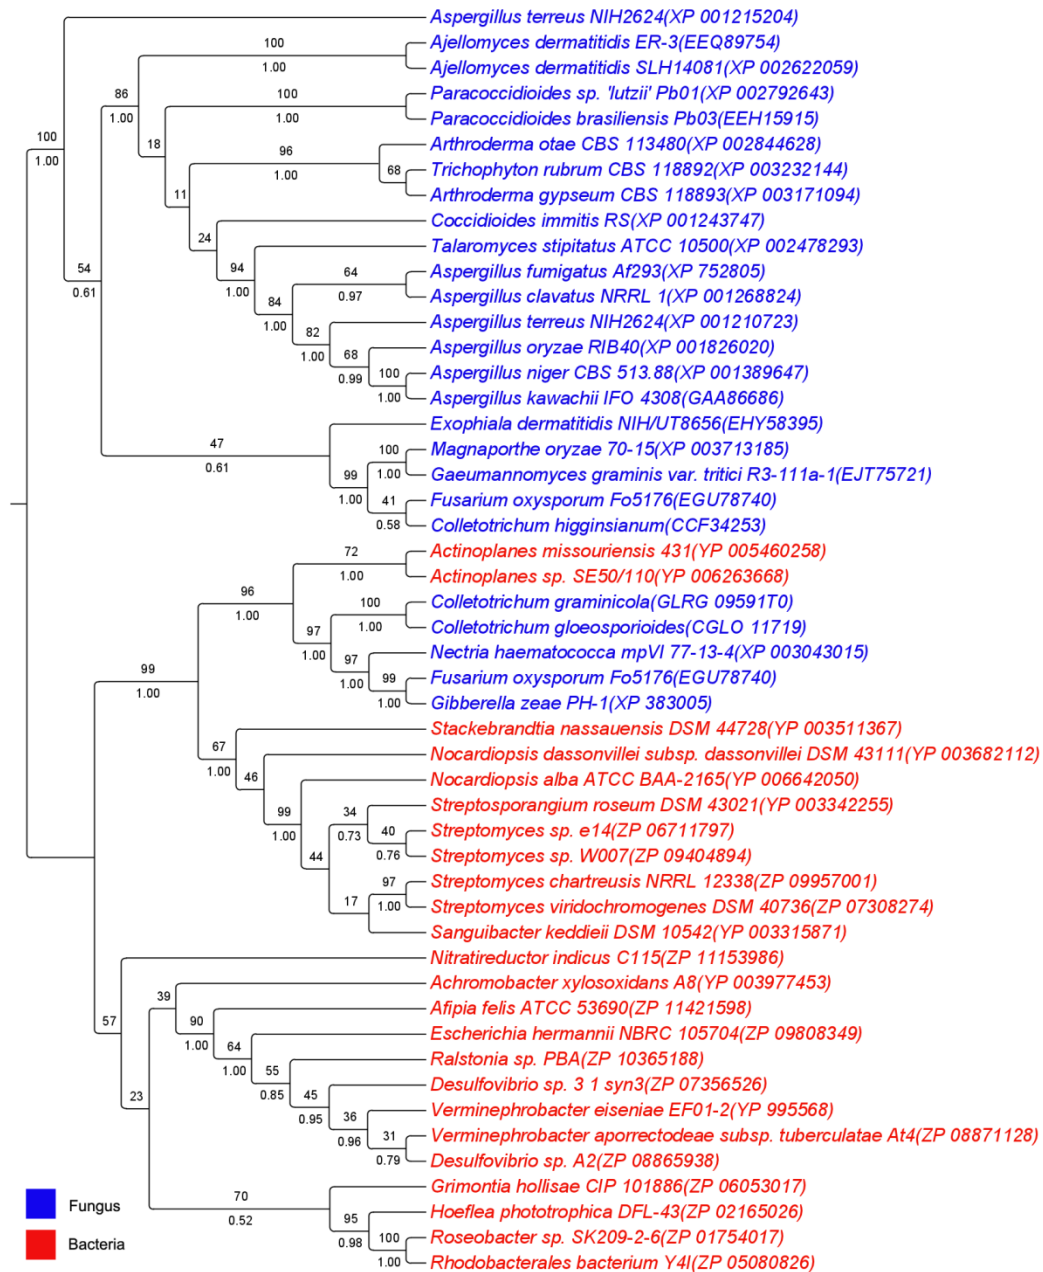 Aspergillus terreus NIH2624(XP 001215204)
100
Ajellomyces dermatitidis ER-3(EEQ89754)
1.00
Ajellomyces dermatitidis SLH14081(XP 002622059)
86
100
Paracoccidioides sp. 'lutzii' Pb01(XP 002792643)
1.00
1.00
Paracoccidioides brasiliensis Pb03(EEH15915)
100
18
Arthroderma otae CBS 113480(XP 002844628)
1.00
96
68
Trichophyton rubrum CBS 118892(XP 003232144)
1.00
11
Arthroderma gypseum CBS 118893(XP 003171094)
Coccidioides immitis RS(XP 001243747)
24
Talaromyces stipitatus ATCC 10500(XP 002478293)
54
94
64
Aspergillus fumigatus Af293(XP 752805)
0.61
1.00
0.97
Aspergillus clavatus NRRL 1(XP 001268824)
84
1.00
Aspergillus terreus NIH2624(XP 001210723)
82
1.00
68
Aspergillus oryzae RIB40(XP 001826020)
0.99
100
Aspergillus niger CBS 513.88(XP 001389647)
1.00
Aspergillus kawachii IFO 4308(GAA86686)
Exophiala dermatitidis NIH/UT8656(EHY58395)
47
0.61
100
Magnaporthe oryzae 70-15(XP 003713185)
99
1.00
Gaeumannomyces graminis var. tritici R3-111a-1(EJT75721)
1.00
41
Fusarium oxysporum Fo5176(EGU78740)
0.58
Colletotrichum higginsianum(CCF34253)
72
Actinoplanes missouriensis 431(YP 005460258)
1.00
Actinoplanes sp. SE50/110(YP 006263668)
96
1.00
100
Colletotrichum graminicola(GLRG 09591T0)
1.00
Colletotrichum gloeosporioides(CGLO 11719)
97
1.00
97
Nectria haematococca mpVI 77-13-4(XP 003043015)
99
1.00
1.00
99
Fusarium oxysporum Fo5176(EGU78740)
1.00
Gibberella zeae PH-1(XP 383005)
Stackebrandtia nassauensis DSM 44728(YP 003511367)
67
1.00
Nocardiopsis dassonvillei subsp. dassonvillei DSM 43111(YP 003682112)
46
Nocardiopsis alba ATCC BAA-2165(YP 006642050)
99
1.00
34
Streptosporangium roseum DSM 43021(YP 003342255)
0.73
40
Streptomyces sp. e14(ZP 06711797)
0.76
Streptomyces sp. W007(ZP 09404894)
44
97
Streptomyces chartreusis NRRL 12338(ZP 09957001)
17
1.00
Streptomyces viridochromogenes DSM 40736(ZP 07308274)
Sanguibacter keddieii DSM 10542(YP 003315871)
Nitratireductor indicus C115(ZP 11153986)
57
39
Achromobacter xylosoxidans A8(YP 003977453)
90
1.00
Afipia felis ATCC 53690(ZP 11421598)
64
1.00
Escherichia hermannii NBRC 105704(ZP 09808349)
55
0.85
Ralstonia sp. PBA(ZP 10365188)
23
45
0.95
Desulfovibrio sp. 3 1 syn3(ZP 07356526)
36
0.96
Verminephrobacter eiseniae EF01-2(YP 995568)
31
0.79
Verminephrobacter aporrectodeae subsp. tuberculatae At4(ZP 08871128)
Desulfovibrio sp. A2(ZP 08865938)
70
0.52
Grimontia hollisae CIP 101886(ZP 06053017)
95
0.98
Hoeflea phototrophica DFL-43(ZP 02165026)
100
1.00
Roseobacter sp. SK209-2-6(ZP 01754017)
Rhodobacterales bacterium Y4I(ZP 05080826)
Fungus
Bacteria